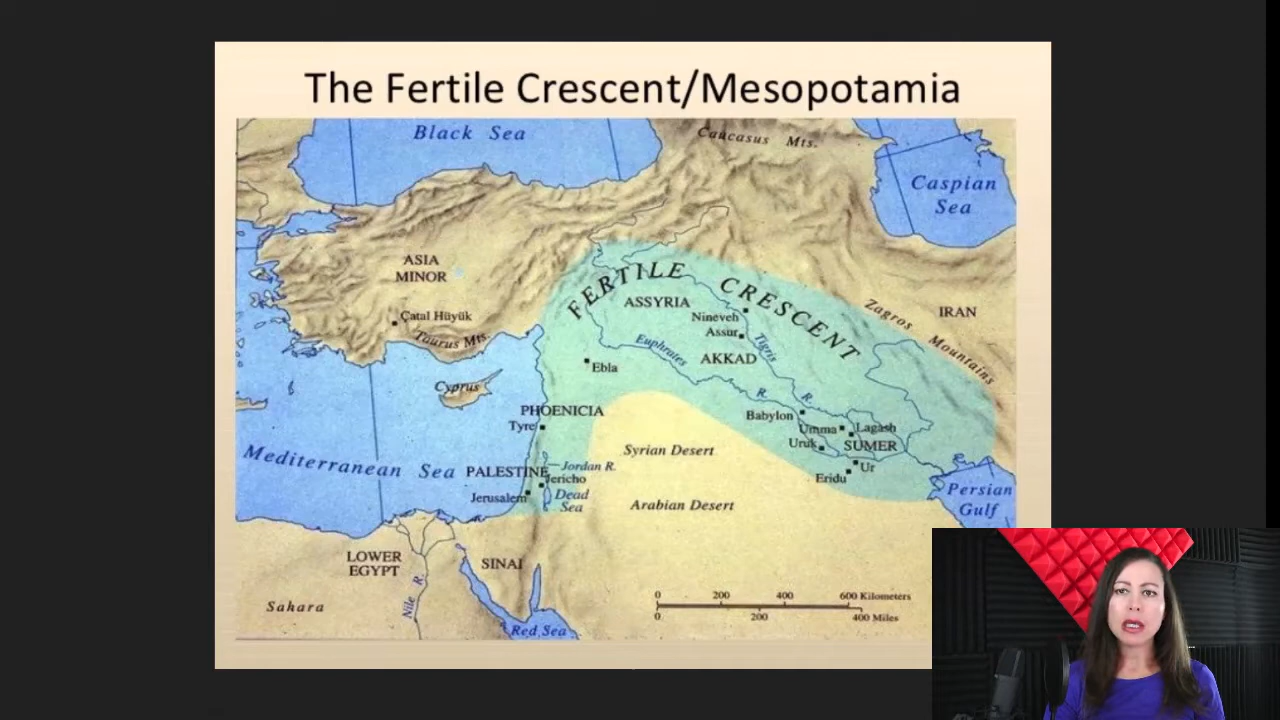 The Fertile Crescent/Mesopotamia
Black Sea
Caucasus Mts.
Caspian
Sea
ASIA
MINOR
FERTILE CRESCENT
ASSYRIA
Zagros Mountains
IRAN
Çatal Hüyük
Taurus Mts.
Nineveh
Assur
Tigris R.
Euphrates R.
AKKAD
Ebla
Cyprus
PHOENICIA
Tyre
Babylon
Umma
Lagash
Uruk
SUMER
Ur
Eridu
Syrian Desert
Mediterranean Sea
PALESTINE
Jordan R.
Jericho
Jerusalem
Dead
Sea
Arabian Desert
Persian
Gulf
LOWER
EGYPT
SINAI
Nile R.
Sahara
Red Sea
0 200 400 600 Kilometers
0 200 400 Miles